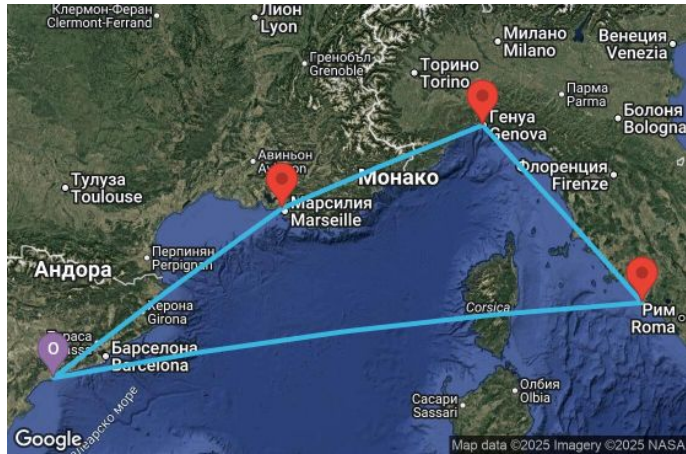 Клермон-Феран
Clermont-Ferrand
Лион
Lyon
Милано
Milano
Венеция
Venezia
Гренобъл
Grenoble
Торино
Torino
Парма
Parma
Генуа
Genova
Болоня
Bologna
Авиньон
Монако
Флоренция
Firenze
Тулуза
Toulouse
Марсилия
Marseille
Перпинян
Perpignan
Андора
Херона
Girona
Corsica
Рим
Roma
O
Барселона
Barcelona
Олбия
Olbia
Сасари
Sassari
море
Google
Map data ©2025 Imagery ©2025 NASA